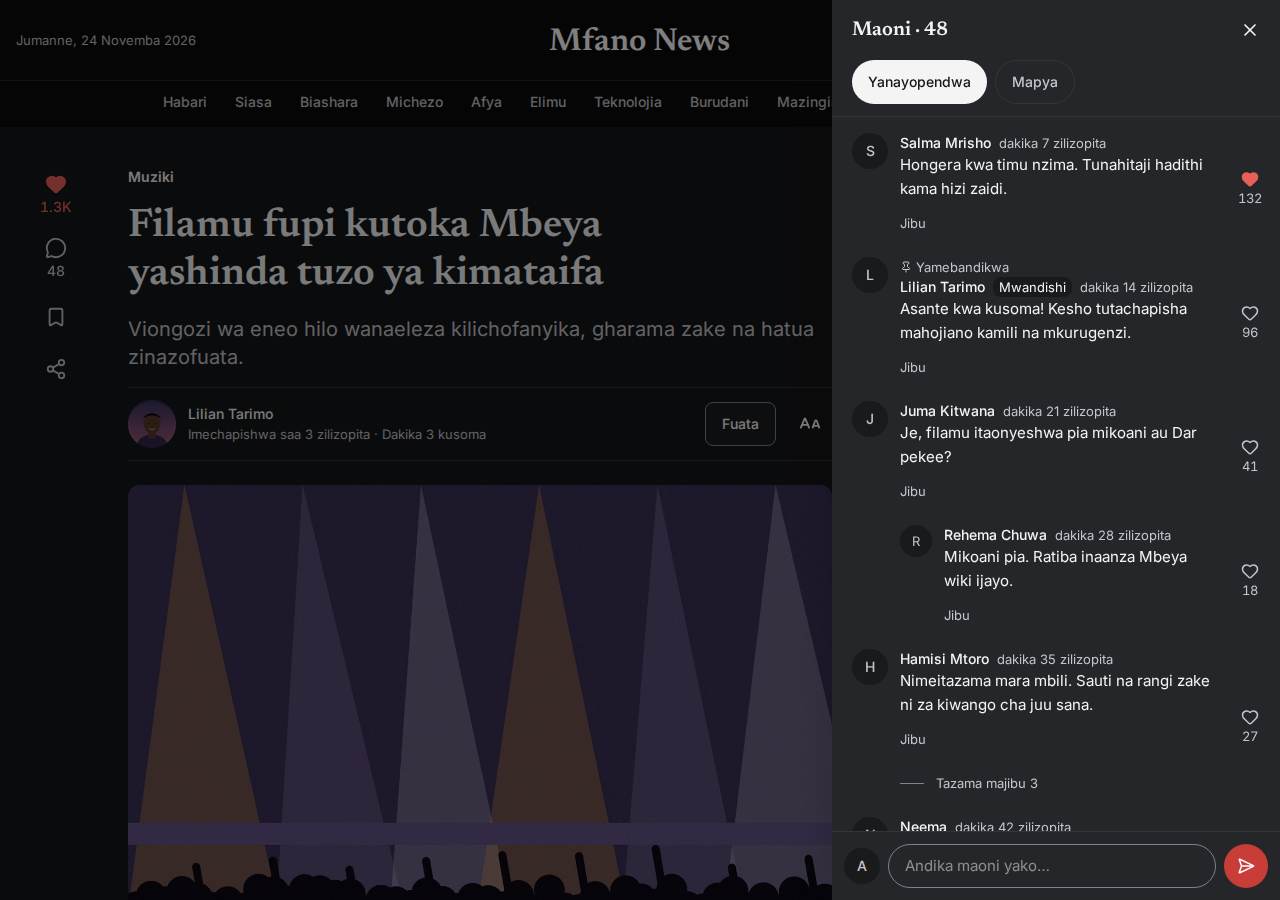 Jumanne, 24 Novemba 2026
Mfano News
Habari Siasa Biashara Michezo Afya Elimu Teknolojia Burudani
Muziki
Filamu fupi kutoka Mbeya
yashinda tuzo ya kimataifa
Viongozi wa eneo hilo wanaeleza kilichofanyika, gharama zake na hatua
zinazofuata.
1.3K
48
Lilian Tarimo
Imechapishwa saa 3 zilizopita · Dakika 3 kusoma
Fuata
AA
Maoni · 48
Yanayopendwa Mapya
S
Salma Mrisho dakika 7 zilizopita
Hongera kwa timu nzima. Tunahitaji hadithi
kama hizi zaidi.
132
Jibu
Yamebandikwa
L
Lilian Tarimo Mwandishi dakika 14 zilizopita
Asante kwa kusoma! Kesho tutachapisha
mahojiano kamili na mkurugenzi.
96
Jibu
J
Juma Kitwana dakika 21 zilizopita
Je, filamu itaonyeshwa pia mikoani au Dar
pekee?
41
Jibu
R
Rehema Chuwa dakika 28 zilizopita
Mikoani pia. Ratiba inaanza Mbeya
wiki ijayo.
18
Jibu
H
Hamisi Mtoro dakika 35 zilizopita
Nimeitazama mara mbili. Sauti na rangi zake
ni za kiwango cha juu sana.
27
Jibu
Tazama majibu 3
Neema dakika 42 zilizopita
A
Andika maoni yako...